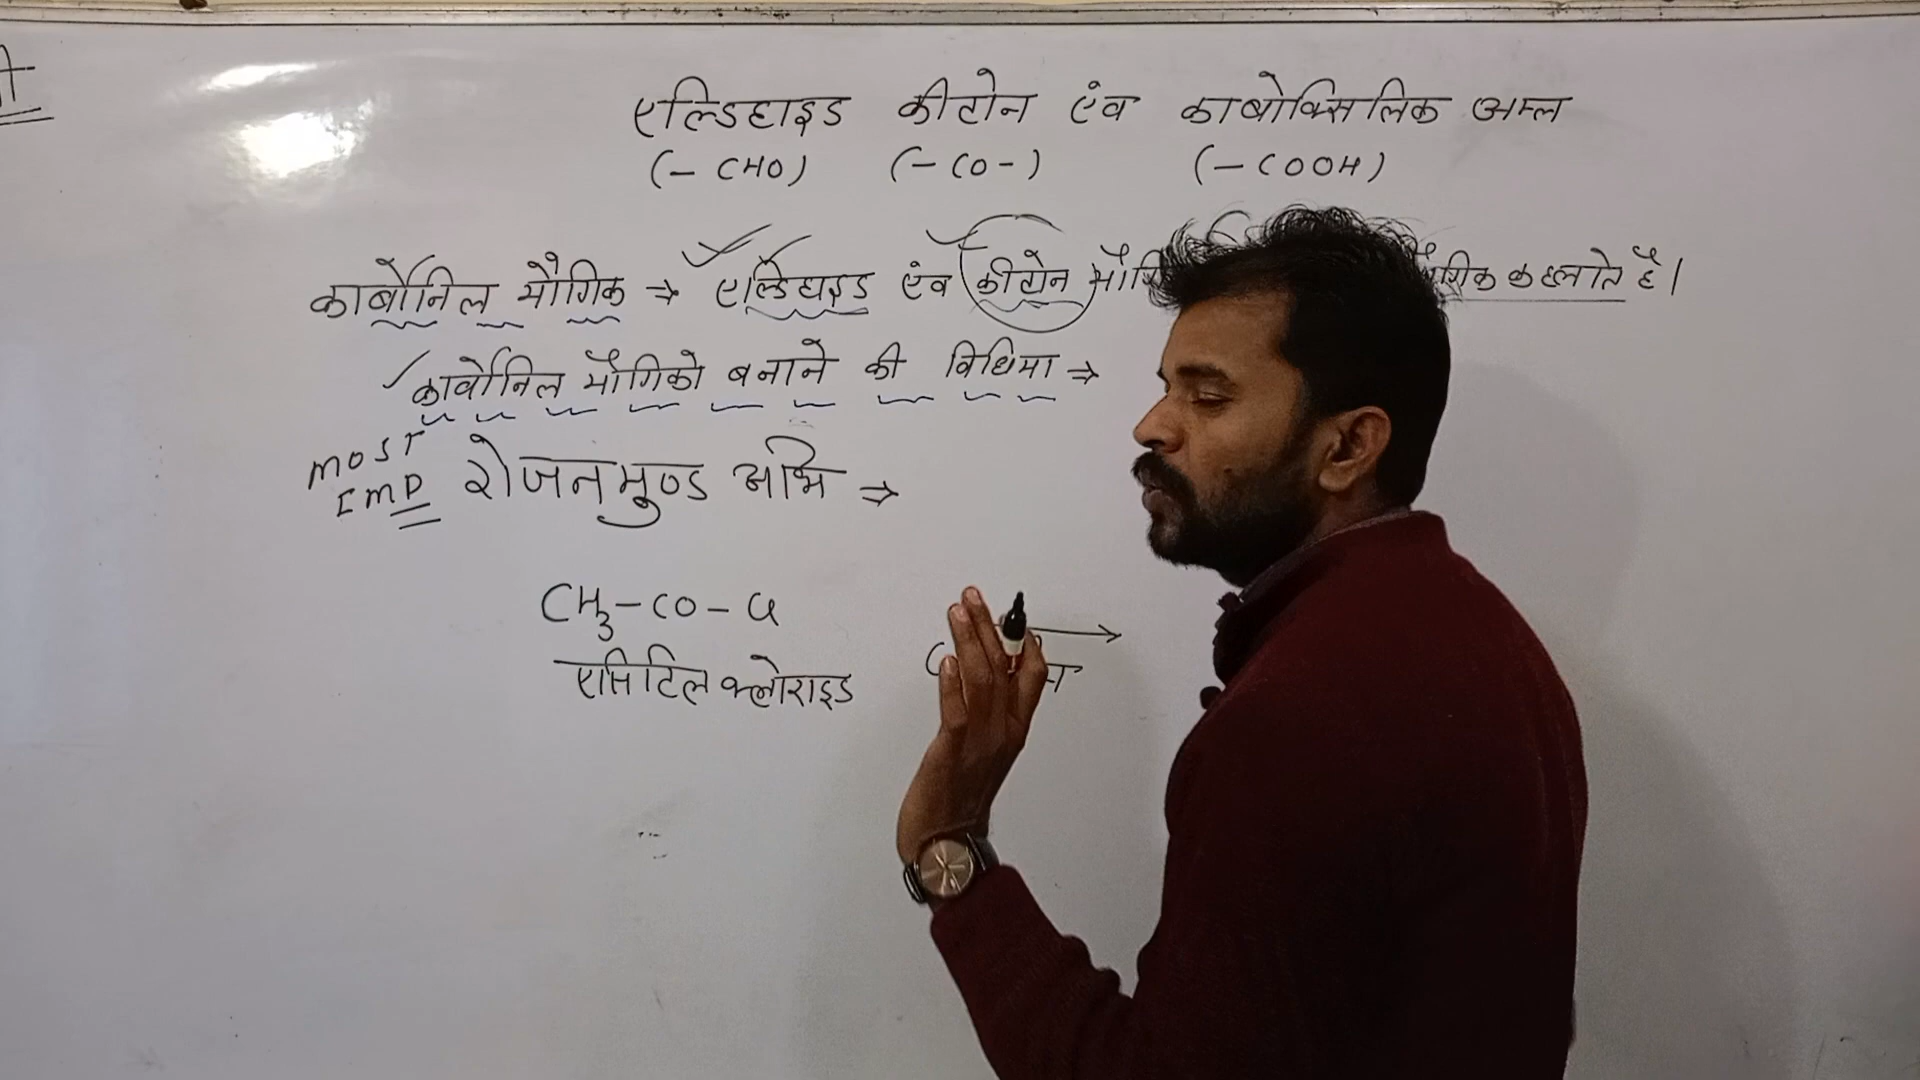 एल्डिहाइड कीटोन एंव कार्बोक्सिलिक अम्ल
(-CHO) (-CO-) (-COOH)
कार्बोनिल यौगिक ⇒ एल्डिहाइड एंव कीटोन कहलाते है।
कार्बोनिल यौगिको बनाने की विधिया ⇒
MOST
IMP रोजनमुण्ड अभि ⇒
CH₃-CO-Cl
एसिटिल क्लोराइड